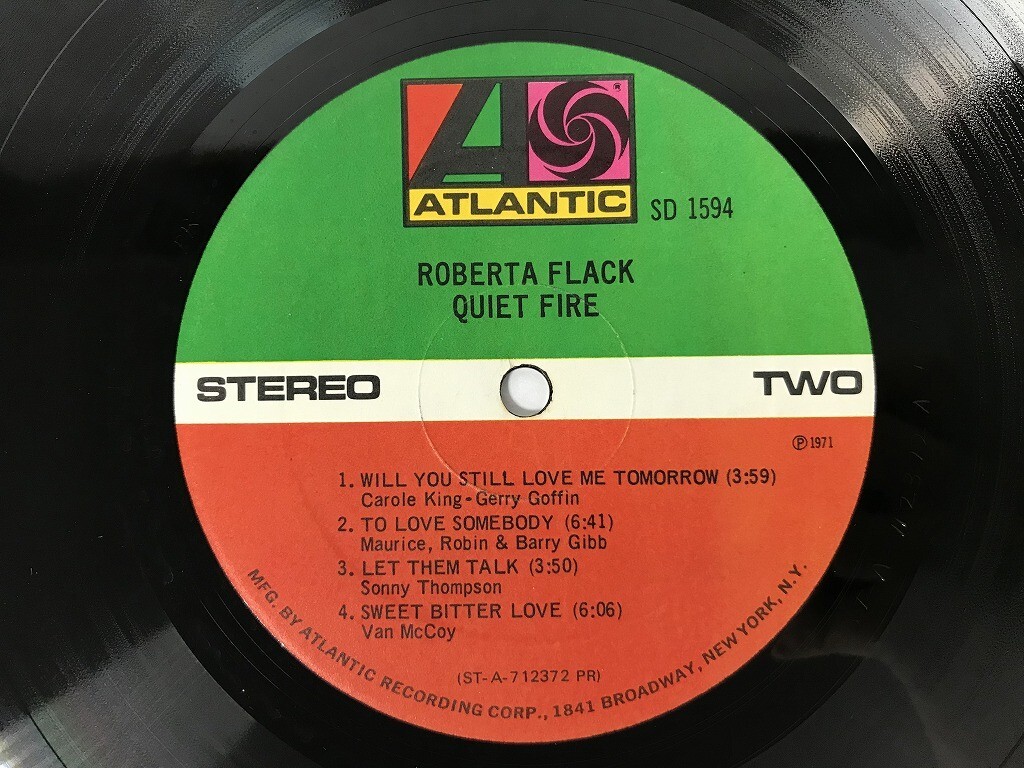 ATLANTIC
®
SD 1594
ROBERTA FLACK
QUIET FIRE
STEREO
TWO
℗ 1971
1. WILL YOU STILL LOVE ME TOMORROW (3:59)
Carole King-Gerry Goffin
2. TO LOVE SOMEBODY (6:41)
Maurice, Robin & Barry Gibb
3. LET THEM TALK (3:50)
Sonny Thompson
4. SWEET BITTER LOVE (6:06)
Van McCoy
(ST-A-712372 PR)
MFG. BY ATLANTIC RECORDING CORP., 1841 BROADWAY, NEW YORK, N.Y.